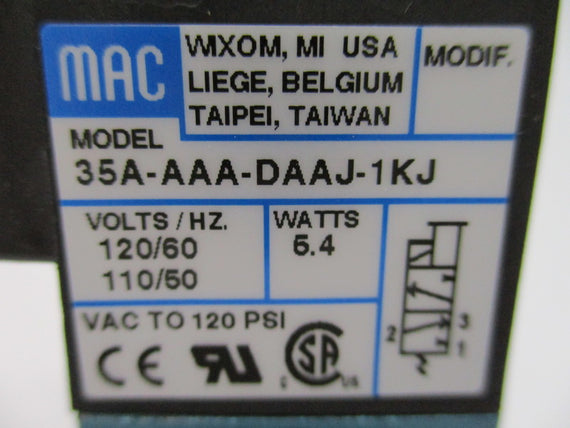 MAC
WIXOM, MI USA
LIEGE, BELGIUM
TAIPEI, TAIWAN
MODIF.
MODEL
35A-AAA-DAAJ-1KJ
VOLTS / HZ.
120/60
110/50
WATTS
5.4
VAC TO 120 PSI
2
3
1
CE
SA